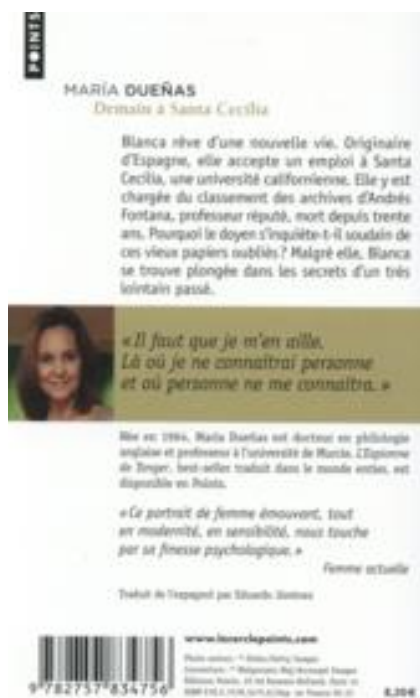 POINTS
MARÍA DUEÑAS
Demain à Santa Cecilia
Blanca rêve d'une nouvelle vie. Originaire
d'Espagne, elle accepte un emploi à Santa
Cecilia, une université californienne. Elle y est
chargée du classement des archives d'Andrés
Fontana, professeur réputé, mort depuis trente
ans. Pourquoi le doyen s'inquiète-t-il soudain de
ces vieux papiers oubliés ? Malgré elle, Blanca
se trouve plongée dans les secrets d'un très
lointain passé.
« Il faut que je m'en aille.
Là où je ne connaîtrai personne
et où personne ne me connaîtra. »
Née en 1964, María Dueñas est docteur en philologie
anglaise et professeur à l'université de Murcie. L'Espionne
de Tanger, best-seller traduit dans le monde entier, est
disponible en Points.
« Ce portrait de femme émouvant, tout
en modernité, en sensibilité, nous touche
par sa finesse psychologique. »
Femme actuelle
Traduit de l'espagnol par Eduardo Jiménez
www.lecerclepoints.com
9 782757 834756